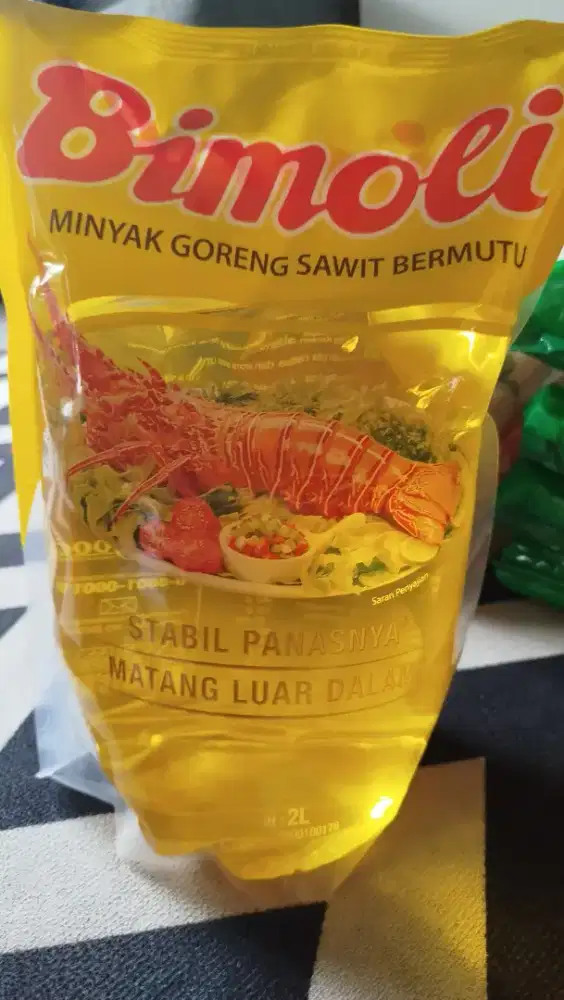 Bimoli
MINYAK GORENG SAWIT BERMUTU
Saran Penyajian
STABIL PANASNYA
MATANG LUAR DALAM
2L